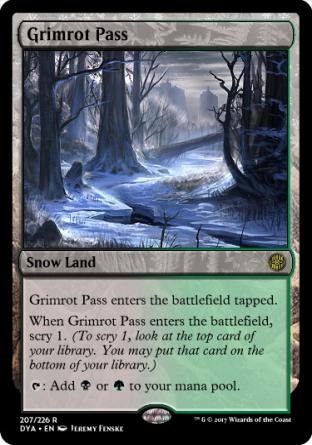 Grimrot Pass
Snow Land
Grimrot Pass enters the battlefield tapped.
When Grimrot Pass enters the battlefield,
scry 1. (To scry 1, look at the top card of
your library. You may put that card on the
bottom of your library.)
: Add or to your mana pool.
207/226 R
DYA • EN Jeremy Fenske
™ & © 2017 Wizards of the Coast